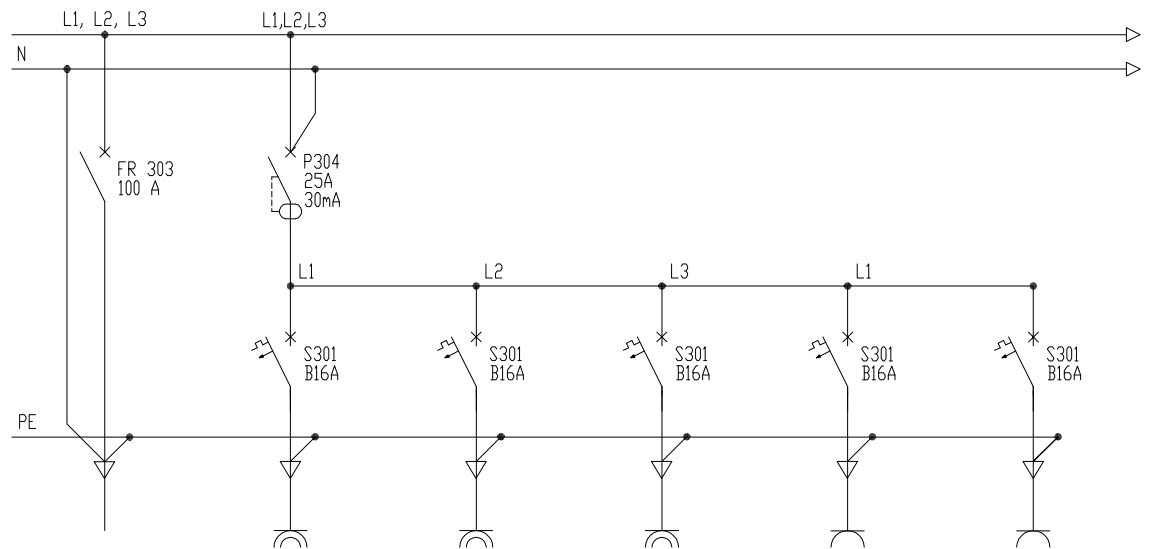 L1, L2, L3
L1,L2,L3
N
FR 303
100 A
P304
25A
30mA
L1
L2
L3
L1
S301
B16A
S301
B16A
S301
B16A
S301
B16A
S301
B16A
PE